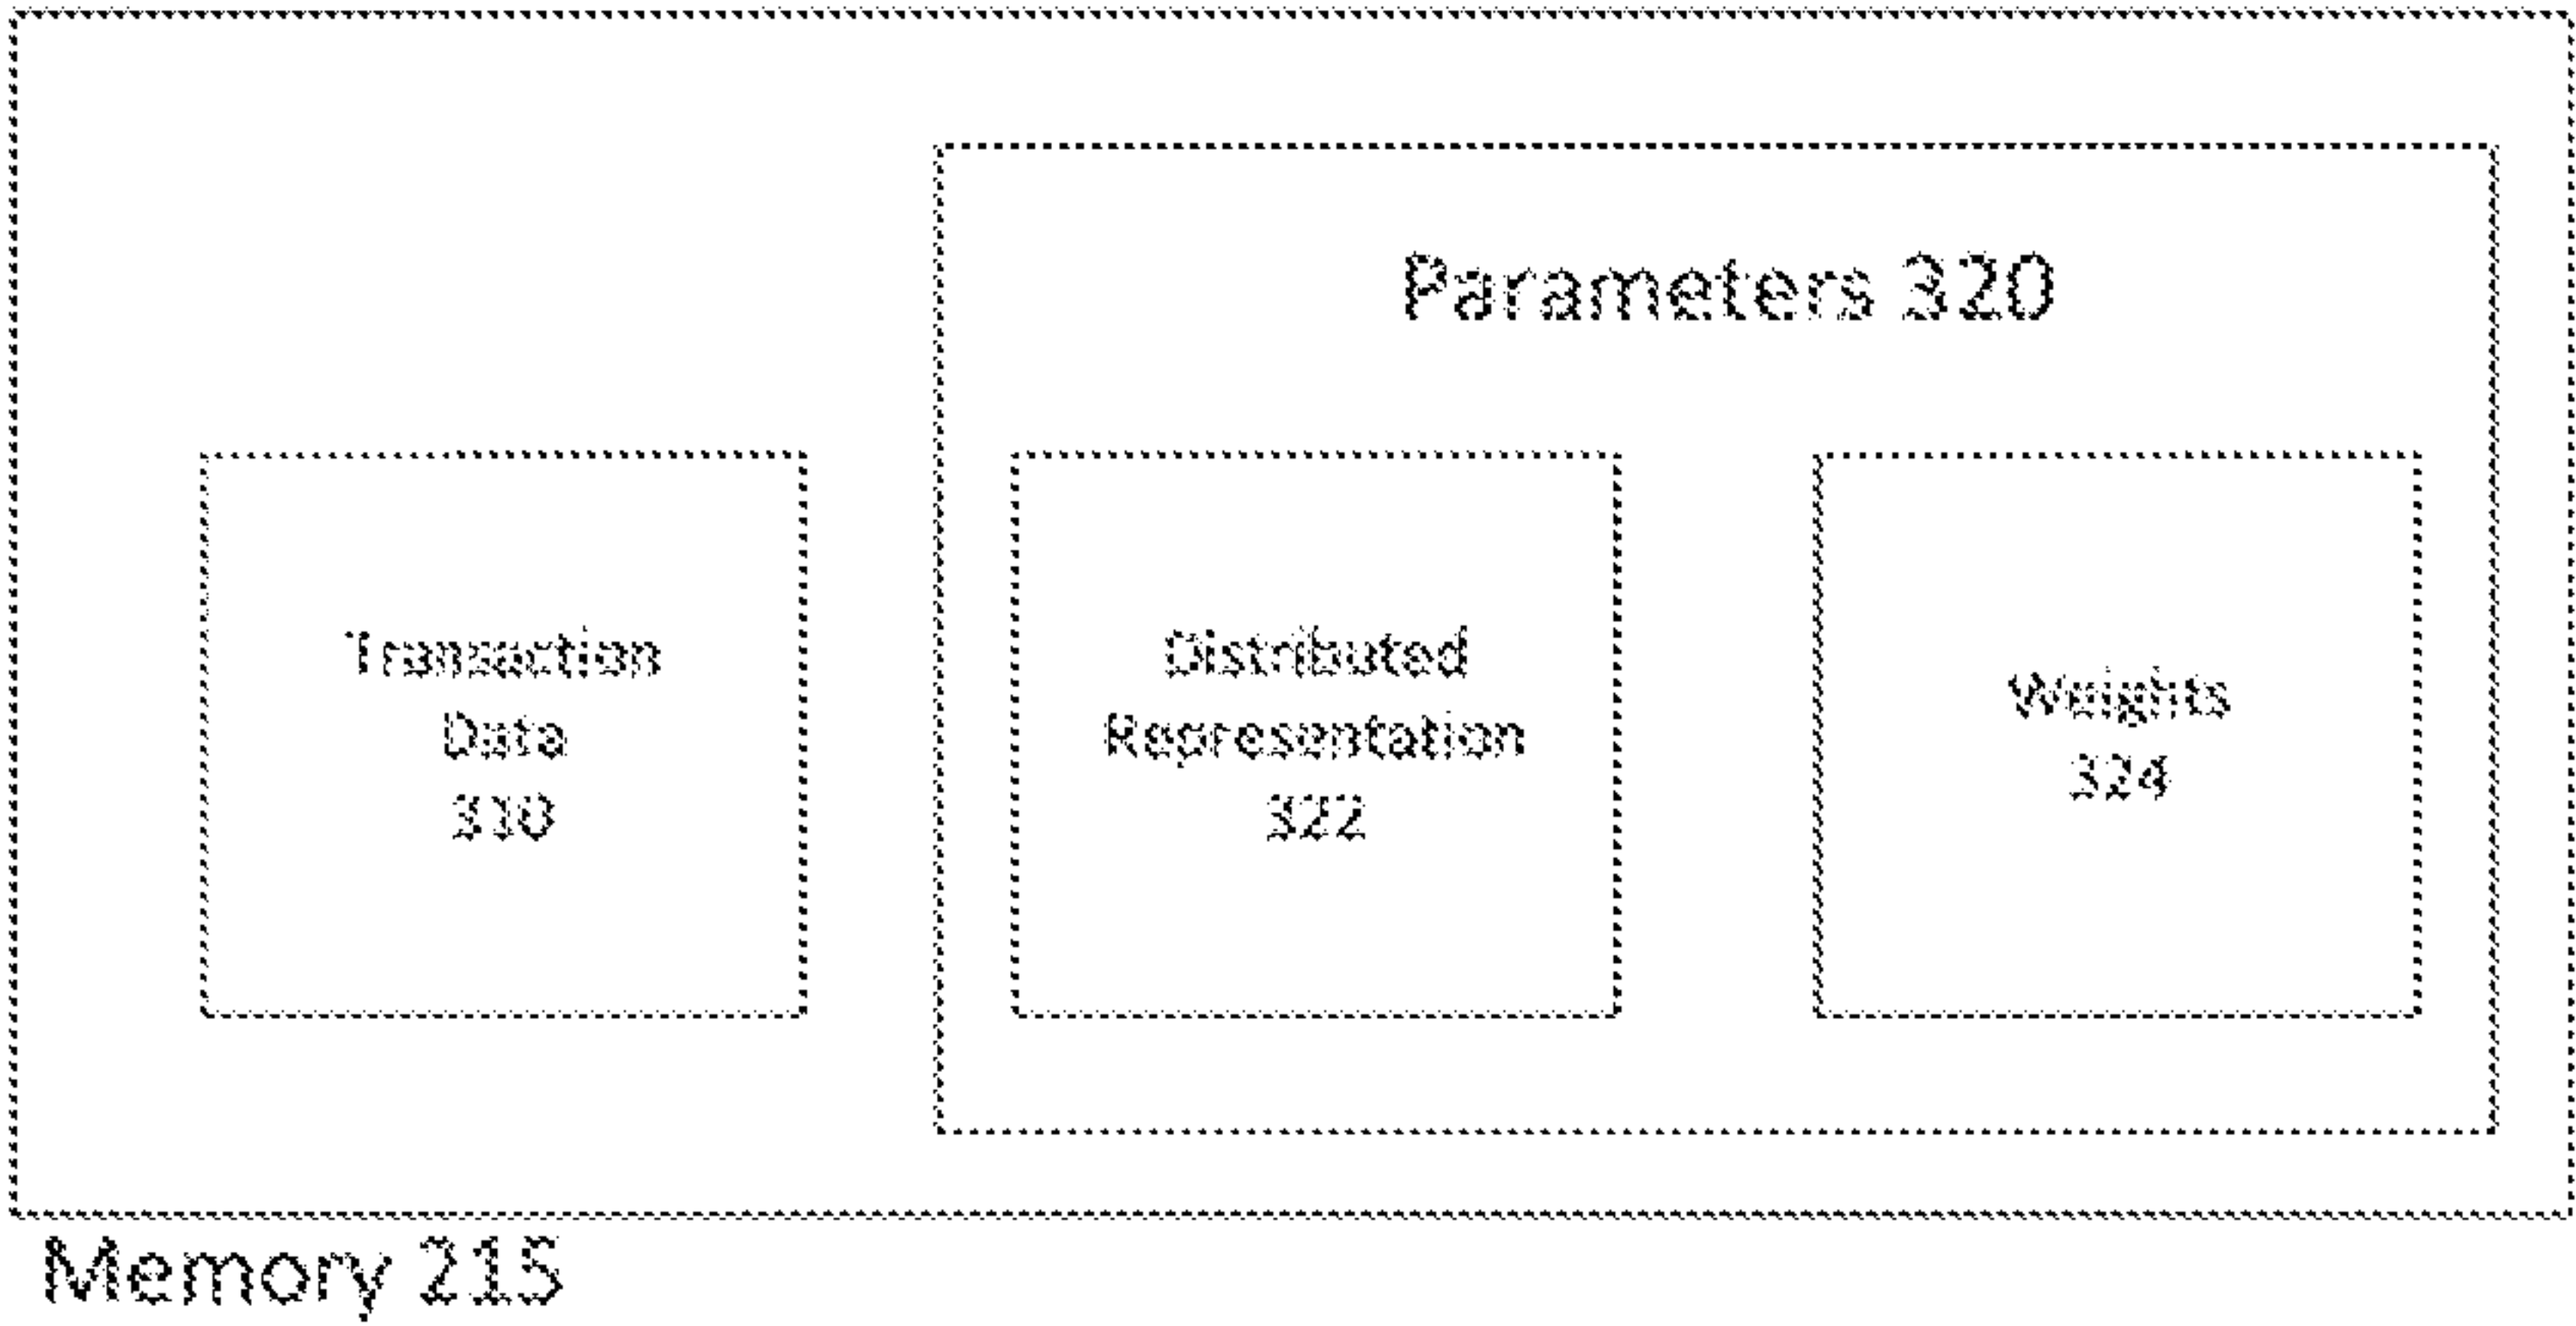 Parameters 320
Transaction
Data
310
Distributed
Representation
322
Weights
324
Memory 215